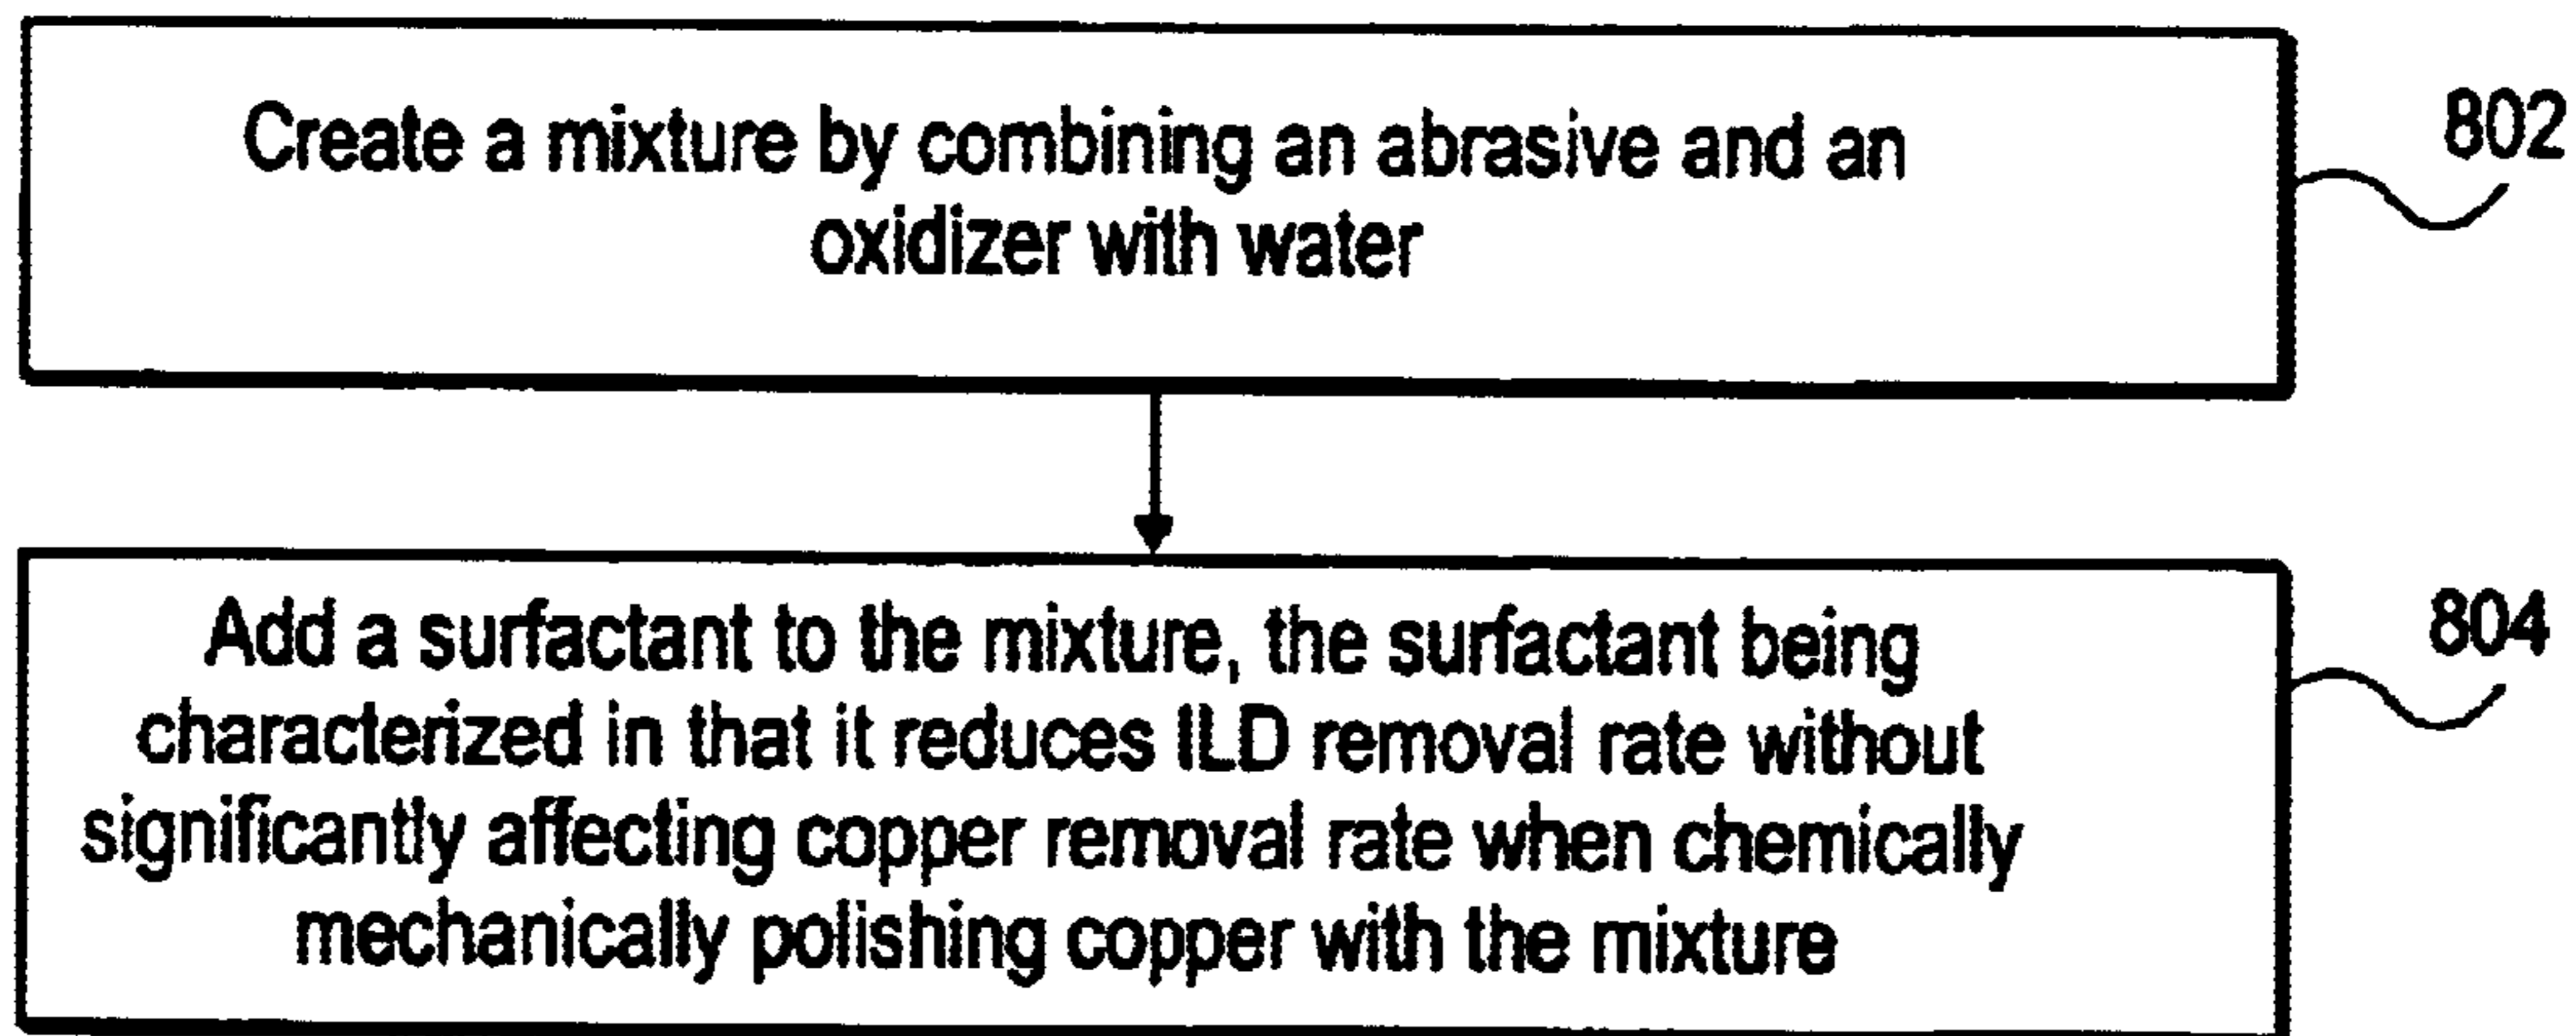 Create a mixture by combining an abrasive and an
oxidizer with water
802
Add a surfactant to the mixture, the surfactant being
characterized in that it reduces ILD removal rate without
significantly affecting copper removal rate when chemically
mechanically polishing copper with the mixture
804